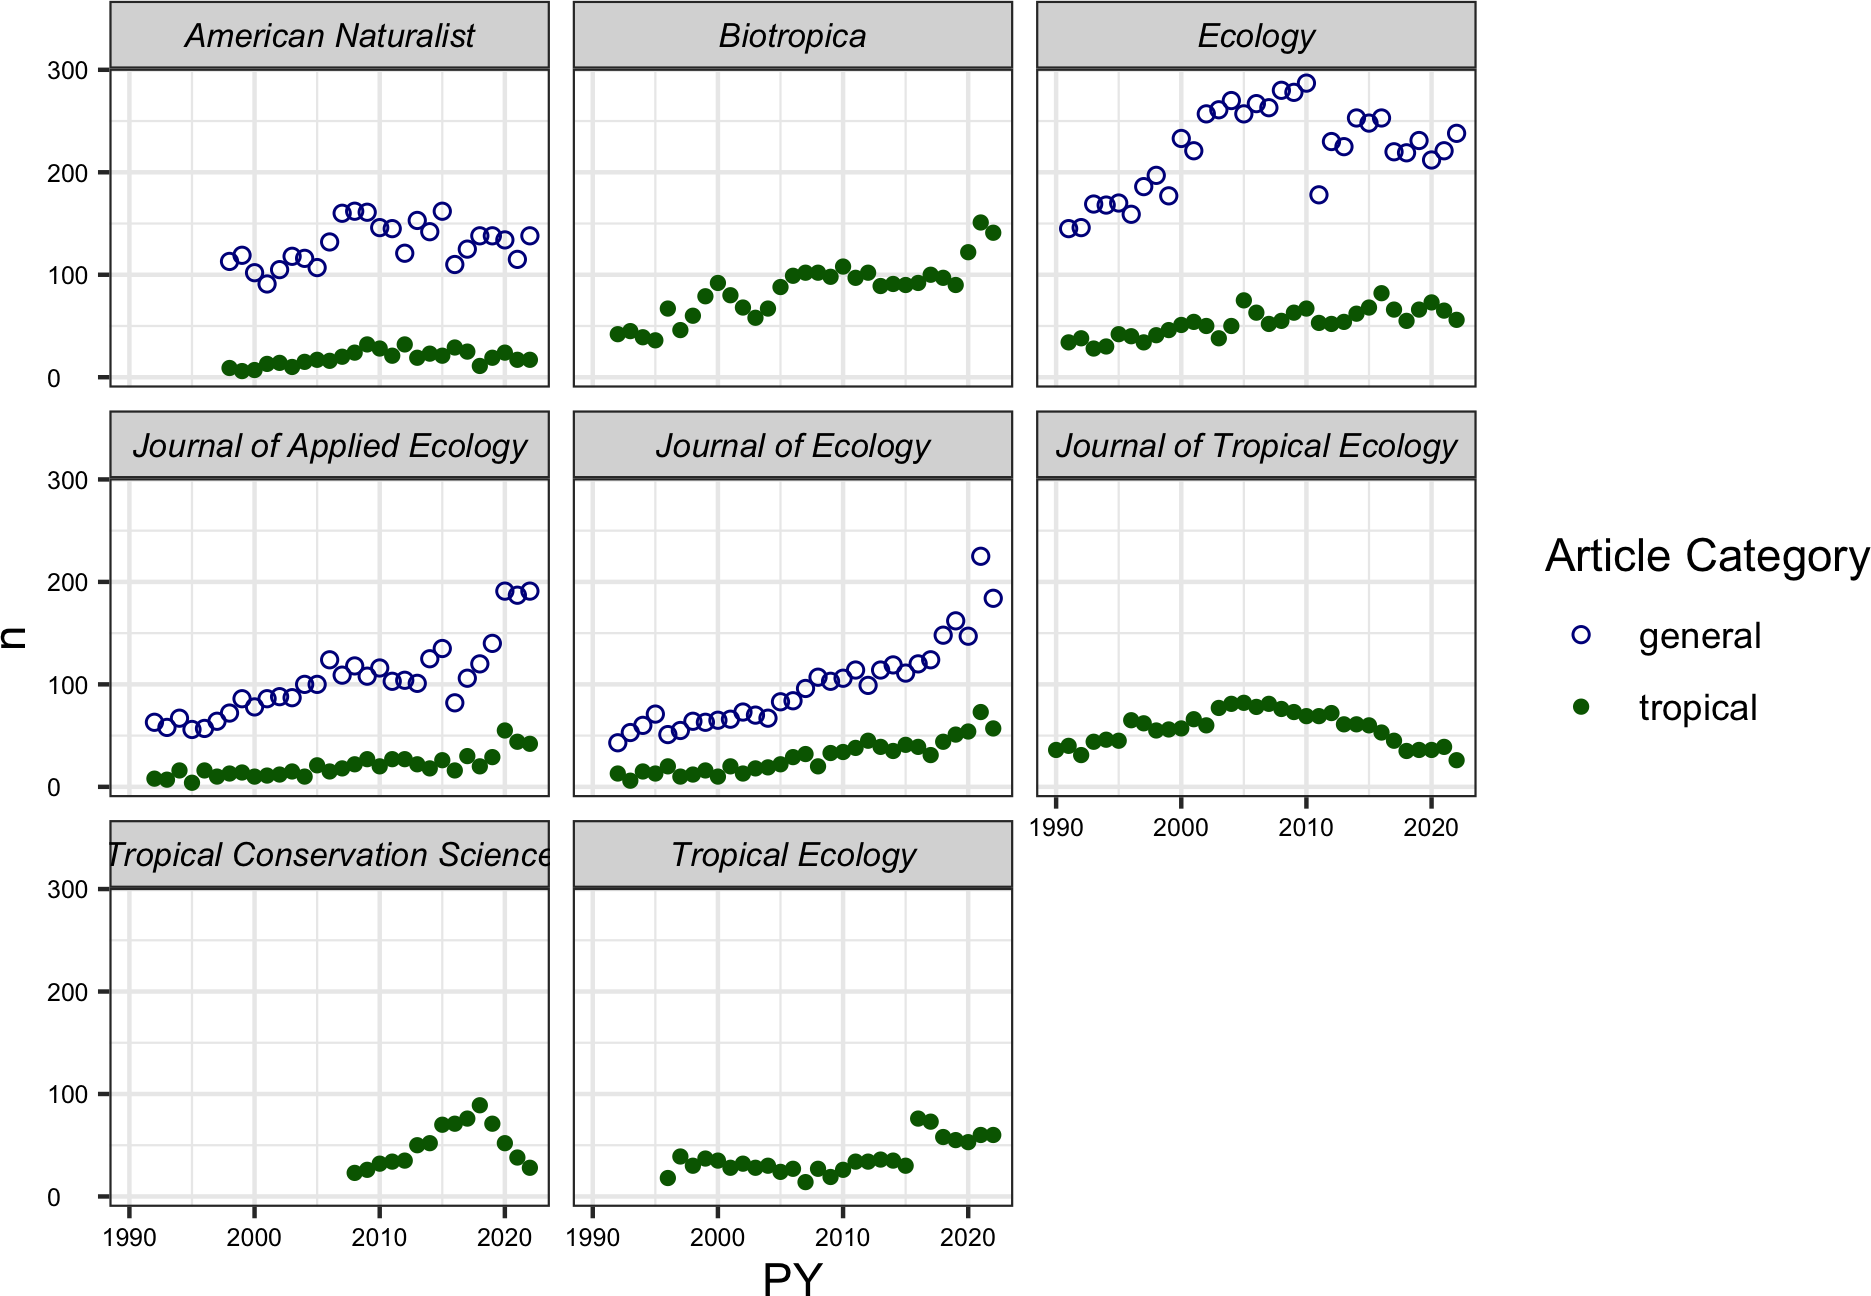 American Naturalist
Biotropica
Ecology
300
200
100
0
Journal of Applied Ecology
Journal of Ecology
Journal of Tropical Ecology
300
200
100
0
1990 2000 2010 2020
Tropical Conservation Science
Tropical Ecology
300
200
100
0
1990 2000 2010 2020
1990 2000 2010 2020
n
PY
Article Category
general
tropical